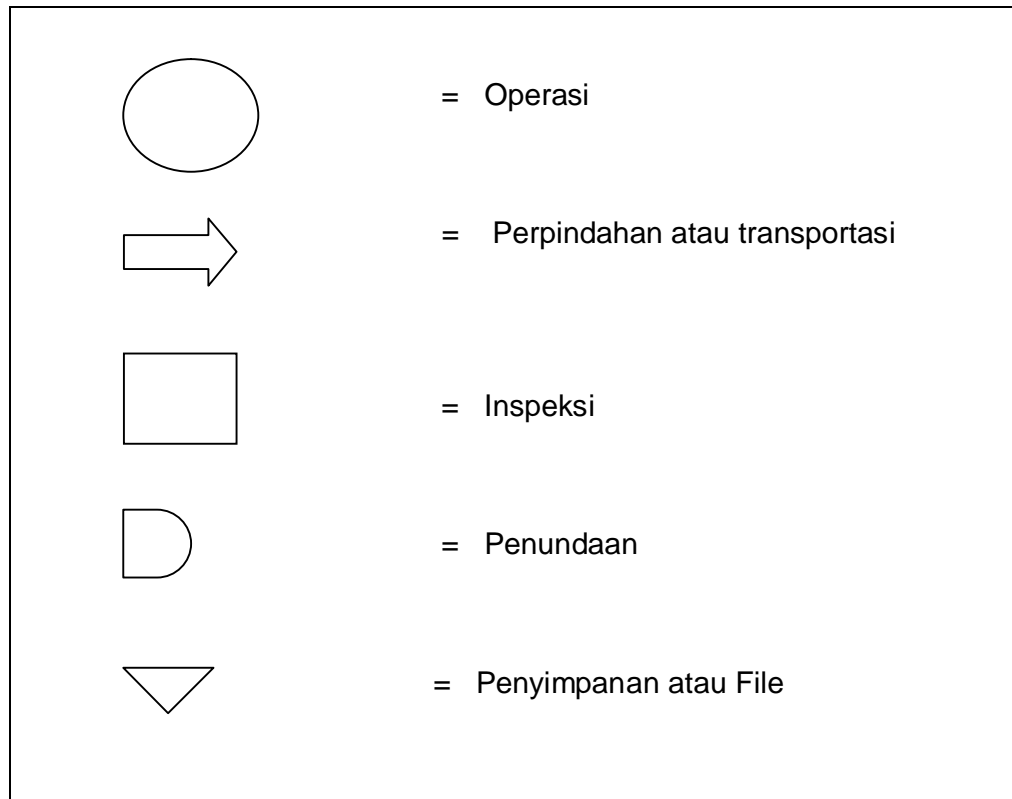 = Operasi
= Perpindahan atau transportasi
= Inspeksi
= Penundaan
= Penyimpanan atau File